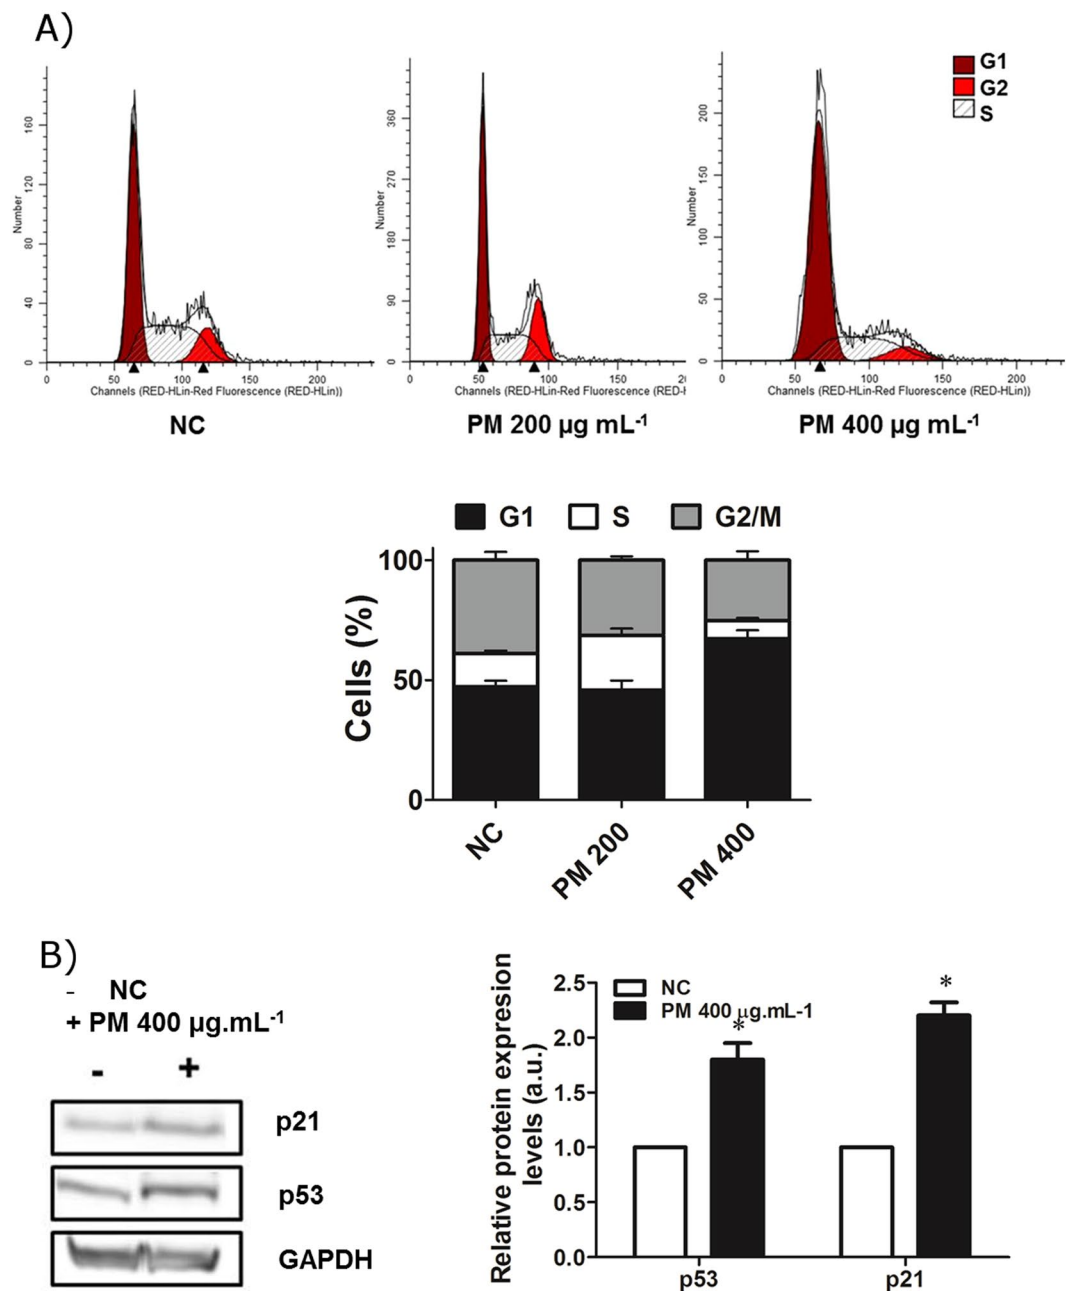 A)
G1
G2
S
160
120
80
40
0
Number
0 50 100 150 200
Channels (RED-HLin-Red Fluorescence (RED-HLin))
NC
360
270
180
90
0
Number
0 50 100 150 2(
Channels (RED-HLin-Red Fluorescence (RED-H
PM 200 µg mL-1
200
150
100
50
0
Number
0 50 100 150 200
Channels (RED-HLin-Red Fluorescence (RED-HLin))
PM 400 µg mL-1
G1 S G2/M
100
50
0
Cells (%)
NC
PM 200
PM 400
B)
- NC
+ PM 400 µg.mL-1
- +
p21
p53
GAPDH
Relative protein expresion
levels (a.u.)
2.5
2.0
1.5
1.0
0.5
0.0
NC
PM 400 µg.mL-1
* *
p53 p21